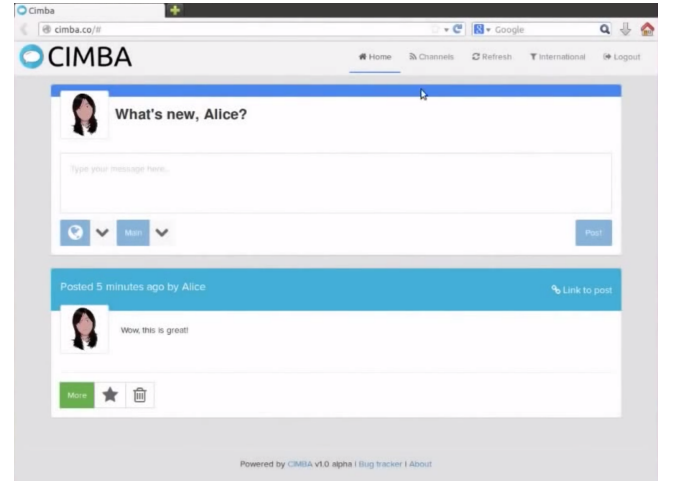 Cimba
cimba.co/#
Google
CIMBA
Home Channels Refresh International Logout
What's new, Alice?
Type your message here...
Main
Post
Posted 5 minutes ago by Alice
Link to post
Wow, this is great!
More
Powered by CIMBA v1.0 alpha | Bug tracker | About